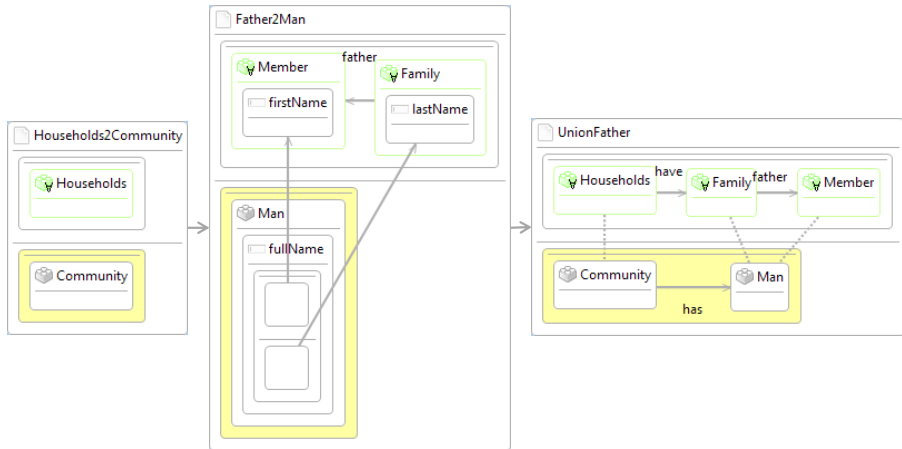 Households2Community
Households
Community
Father2Man
Member
father
Family
firstName
lastName
Man
fullName
UnionFather
Households
have
Family
father
Member
Community
Man
has